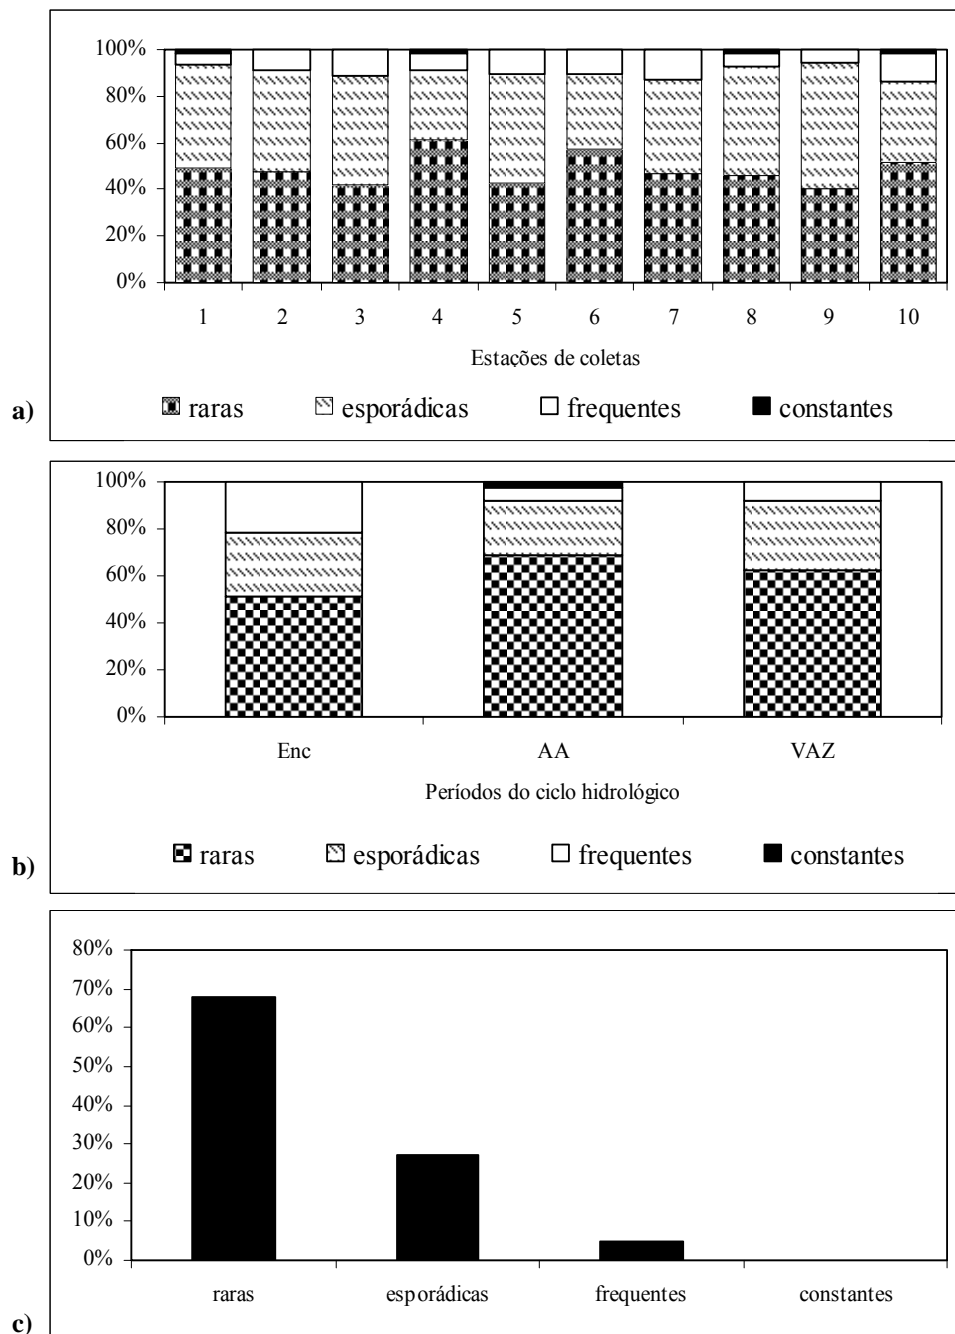 100%
80%
60%
40%
20%
0%
1 2 3 4 5 6 7 8 9 10
Estações de coletas
a) raras esporádicas frequentes constantes
100%
80%
60%
40%
20%
0%
Enc AA VAZ
Períodos do ciclo hidrológico
b) raras esporádicas frequentes constantes
80%
70%
60%
50%
40%
30%
20%
10%
0%
raras esporádicas frequentes constantes
c)